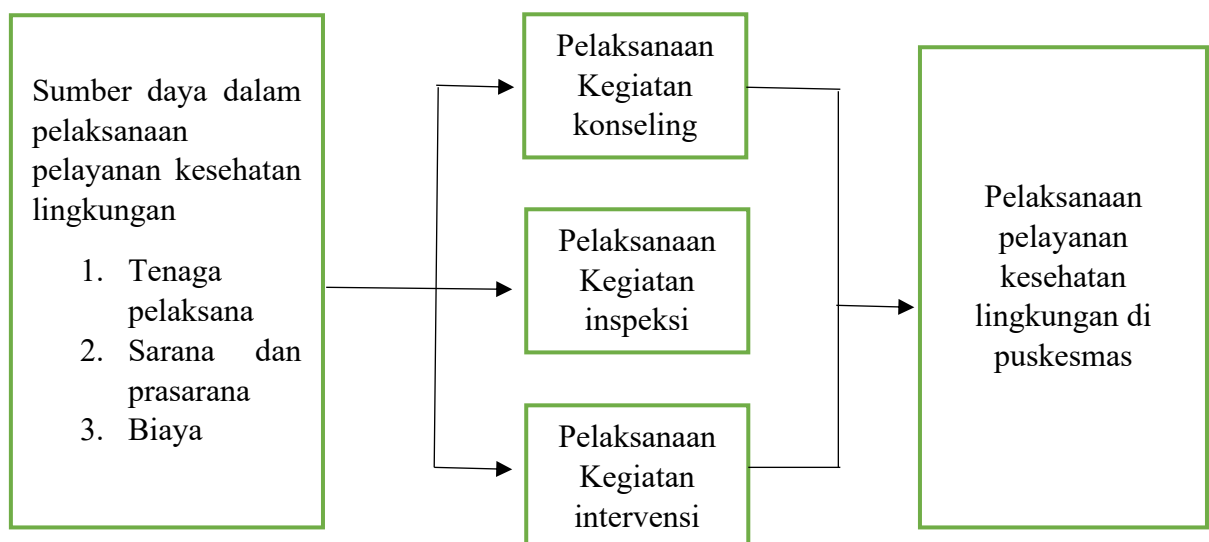 Sumber daya dalam
pelaksanaan
pelayanan kesehatan
lingkungan
1. Tenaga
pelaksana
2. Sarana dan
prasarana
3. Biaya
Pelaksanaan
Kegiatan
konseling
Pelaksanaan
Kegiatan
inspeksi
Pelaksanaan
Kegiatan
intervensi
Pelaksanaan
pelayanan
kesehatan
lingkungan di
puskesmas